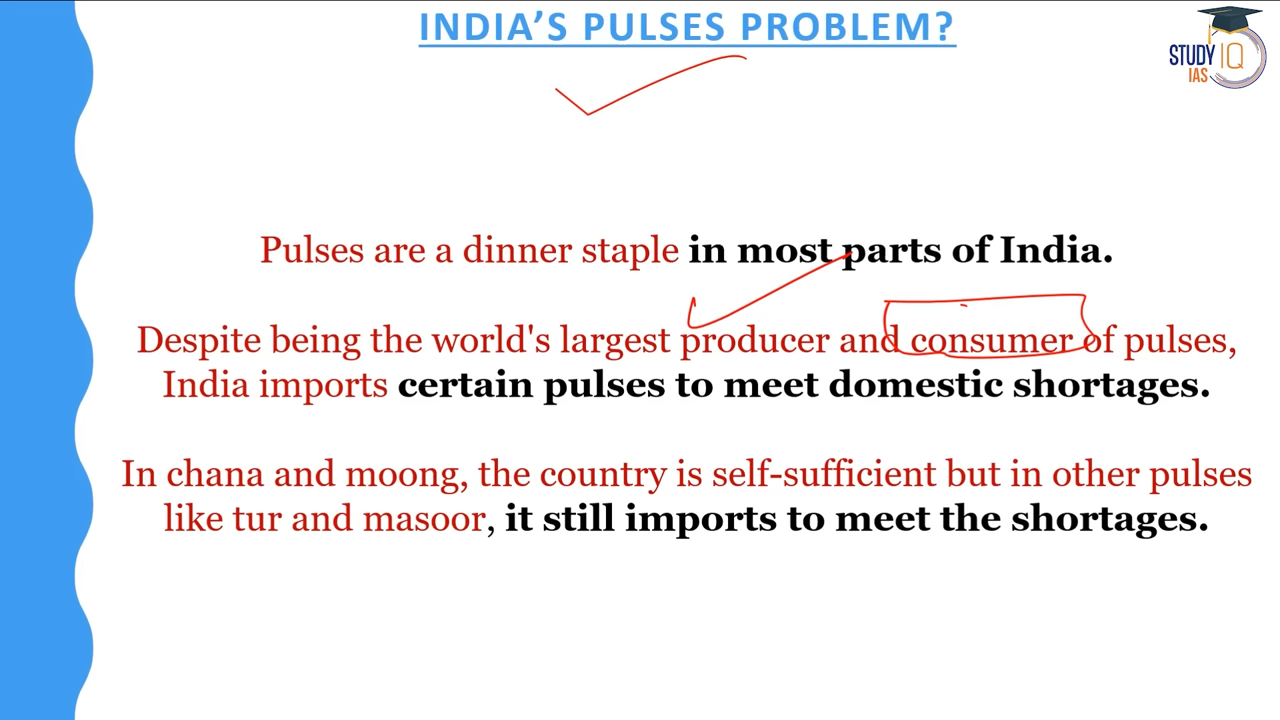 INDIA'S PULSES PROBLEM?
STUDY IQ
IAS
Pulses are a dinner staple in most parts of India.
Despite being the world's largest producer and consumer of pulses,
India imports certain pulses to meet domestic shortages.
In chana and moong, the country is self-sufficient but in other pulses
like tur and masoor, it still imports to meet the shortages.